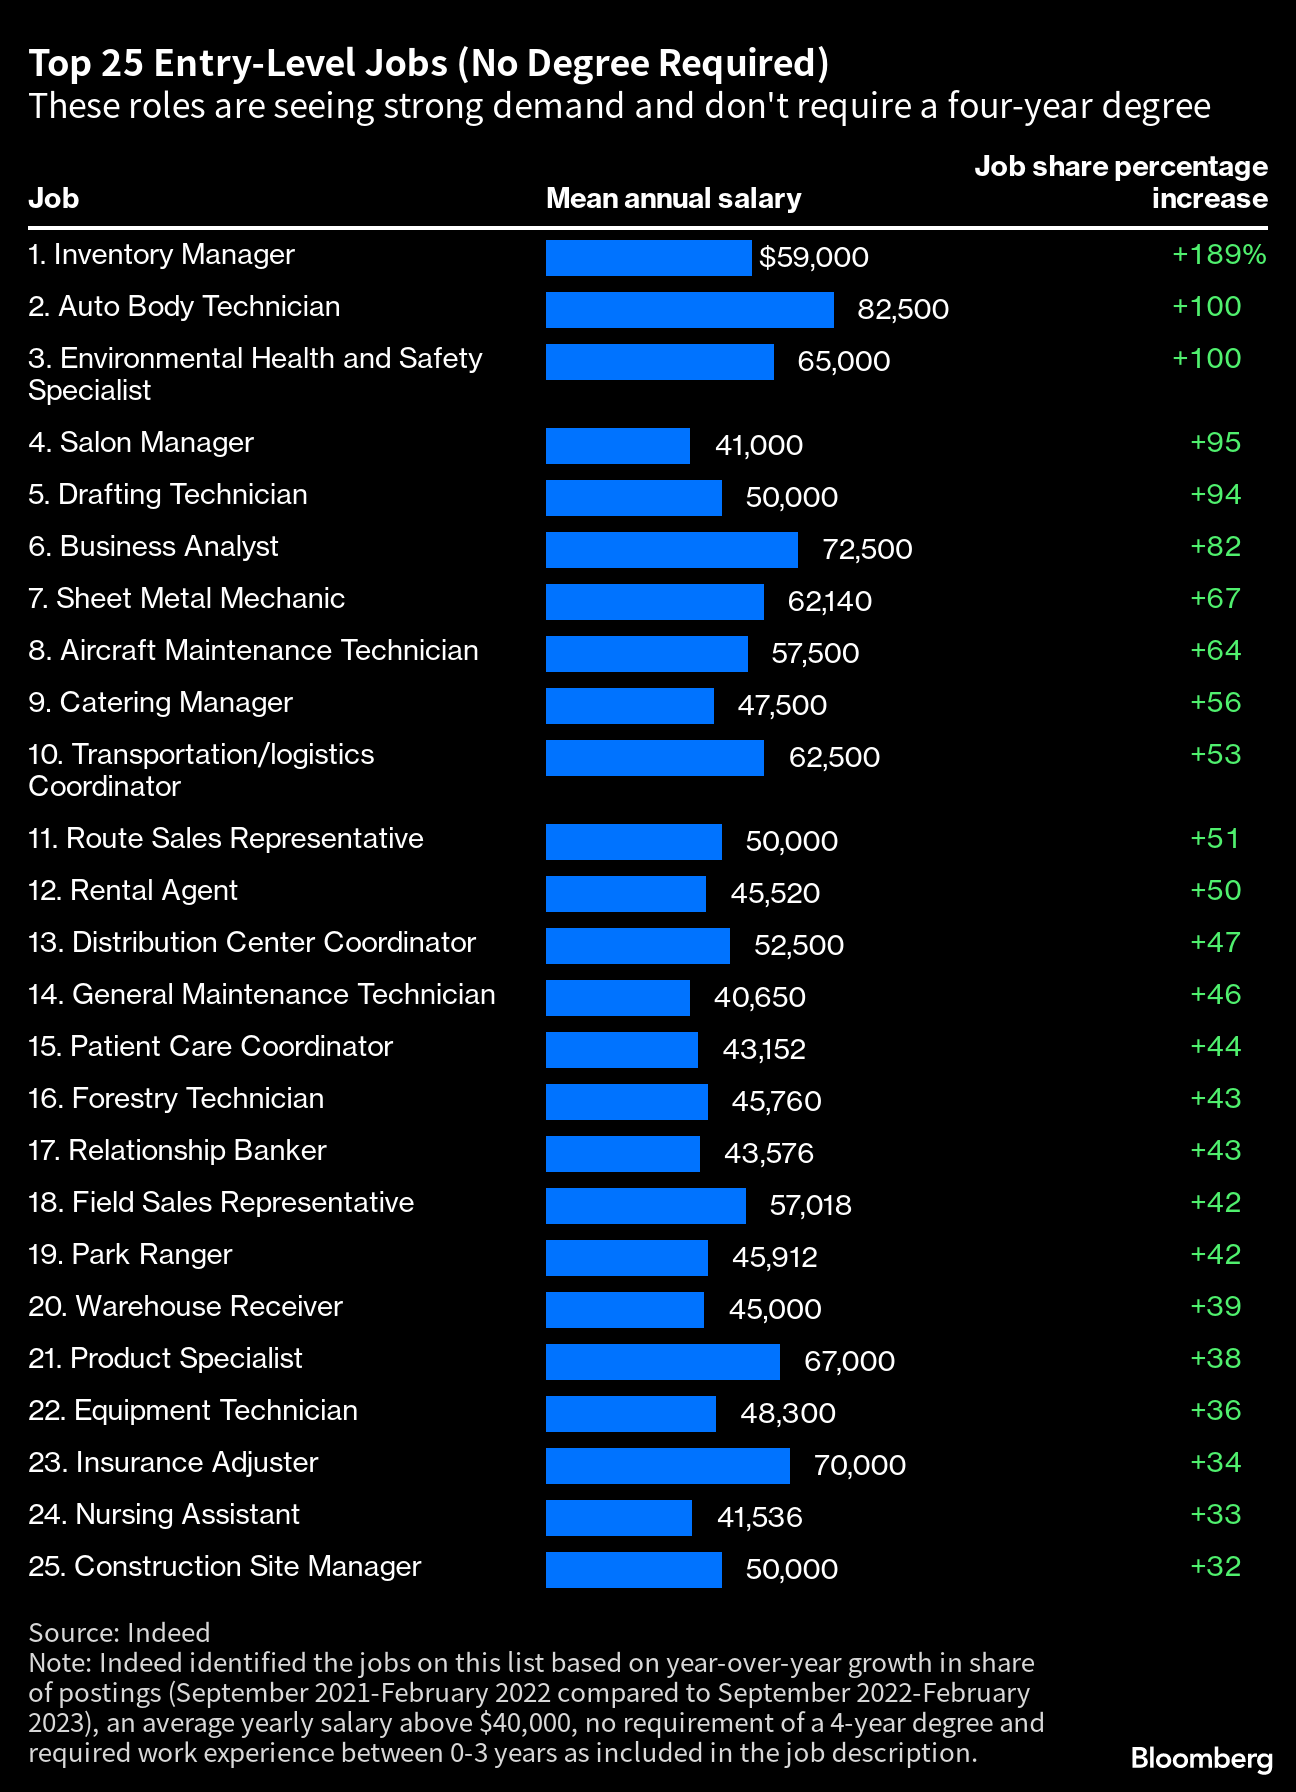 Top 25 Entry-Level Jobs (No Degree Required)
These roles are seeing strong demand and don't require a four-year degree
Job Mean annual salary Job share percentage
increase
1. Inventory Manager $59,000 +189%
2. Auto Body Technician 82,500 +100
3. Environmental Health and Safety 65,000 +100
Specialist
4. Salon Manager 41,000 +95
5. Drafting Technician 50,000 +94
6. Business Analyst 72,500 +82
7. Sheet Metal Mechanic 62,140 +67
8. Aircraft Maintenance Technician 57,500 +64
9. Catering Manager 47,500 +56
10. Transportation/logistics 62,500 +53
Coordinator
11. Route Sales Representative 50,000 +51
12. Rental Agent 45,520 +50
13. Distribution Center Coordinator 52,500 +47
14. General Maintenance Technician 40,650 +46
15. Patient Care Coordinator 43,152 +44
16. Forestry Technician 45,760 +43
17. Relationship Banker 43,576 +43
18. Field Sales Representative 57,018 +42
19. Park Ranger 45,912 +42
20. Warehouse Receiver 45,000 +39
21. Product Specialist 67,000 +38
22. Equipment Technician 48,300 +36
23. Insurance Adjuster 70,000 +34
24. Nursing Assistant 41,536 +33
25. Construction Site Manager 50,000 +32
Source: Indeed
Note: Indeed identified the jobs on this list based on year-over-year growth in share
of postings (September 2021-February 2022 compared to September 2022-February
2023), an average yearly salary above $40,000, no requirement of a 4-year degree and
required work experience between 0-3 years as included in the job description.
Bloomberg